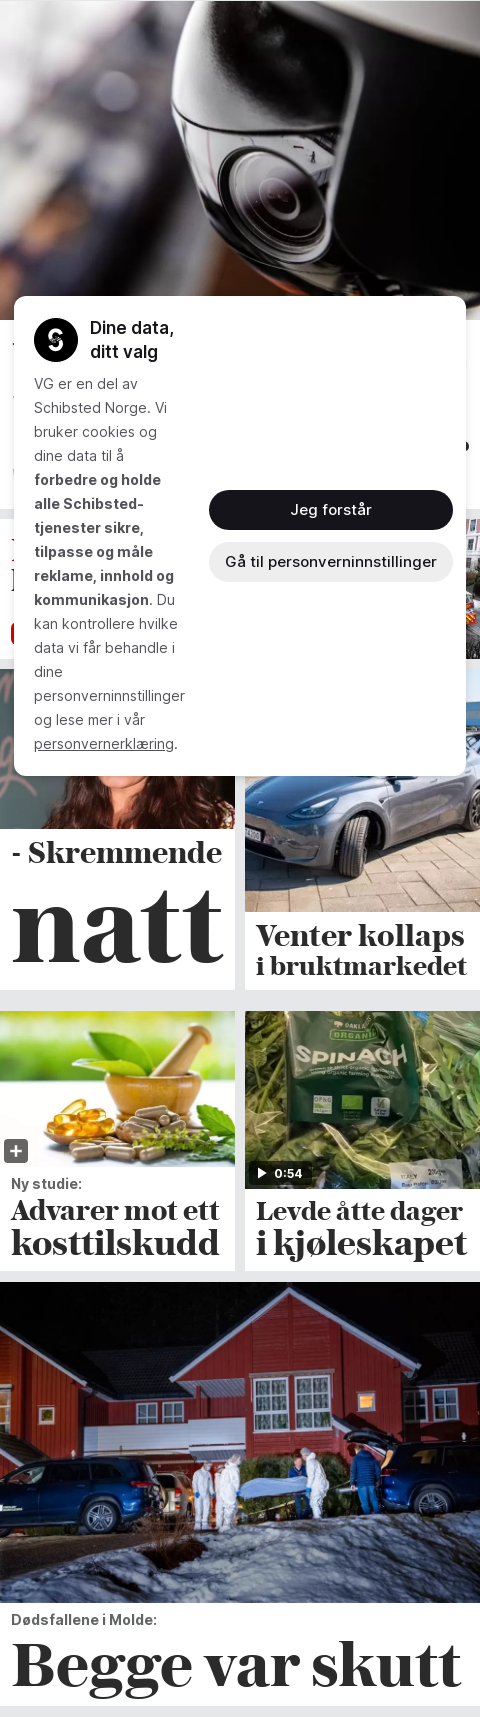 Dine data,
ditt valg
VG er en del av
Schibsted Norge. Vi
bruker cookies og
dine data til å
forbedre og holde
alle Schibsted-
tjenester sikre,
tilpasse og måle
reklame, innhold og
kommunikasjon. Du
kan kontrollere hvilke
data vi får behandle i
dine
personverninnstillinger
og lese mer i vår
personvernerklæring.
Jeg forstår
Gå til personverninnstillinger
- Skremmende
natt
Venter kollaps
i bruktmarkedet
Ny studie:
Advarer mot ett
kosttilskudd
ORGANIC
SPINACH
0:54
Levde åtte dager
i kjøleskapet
Dødsfallene i Molde:
Begge var skutt